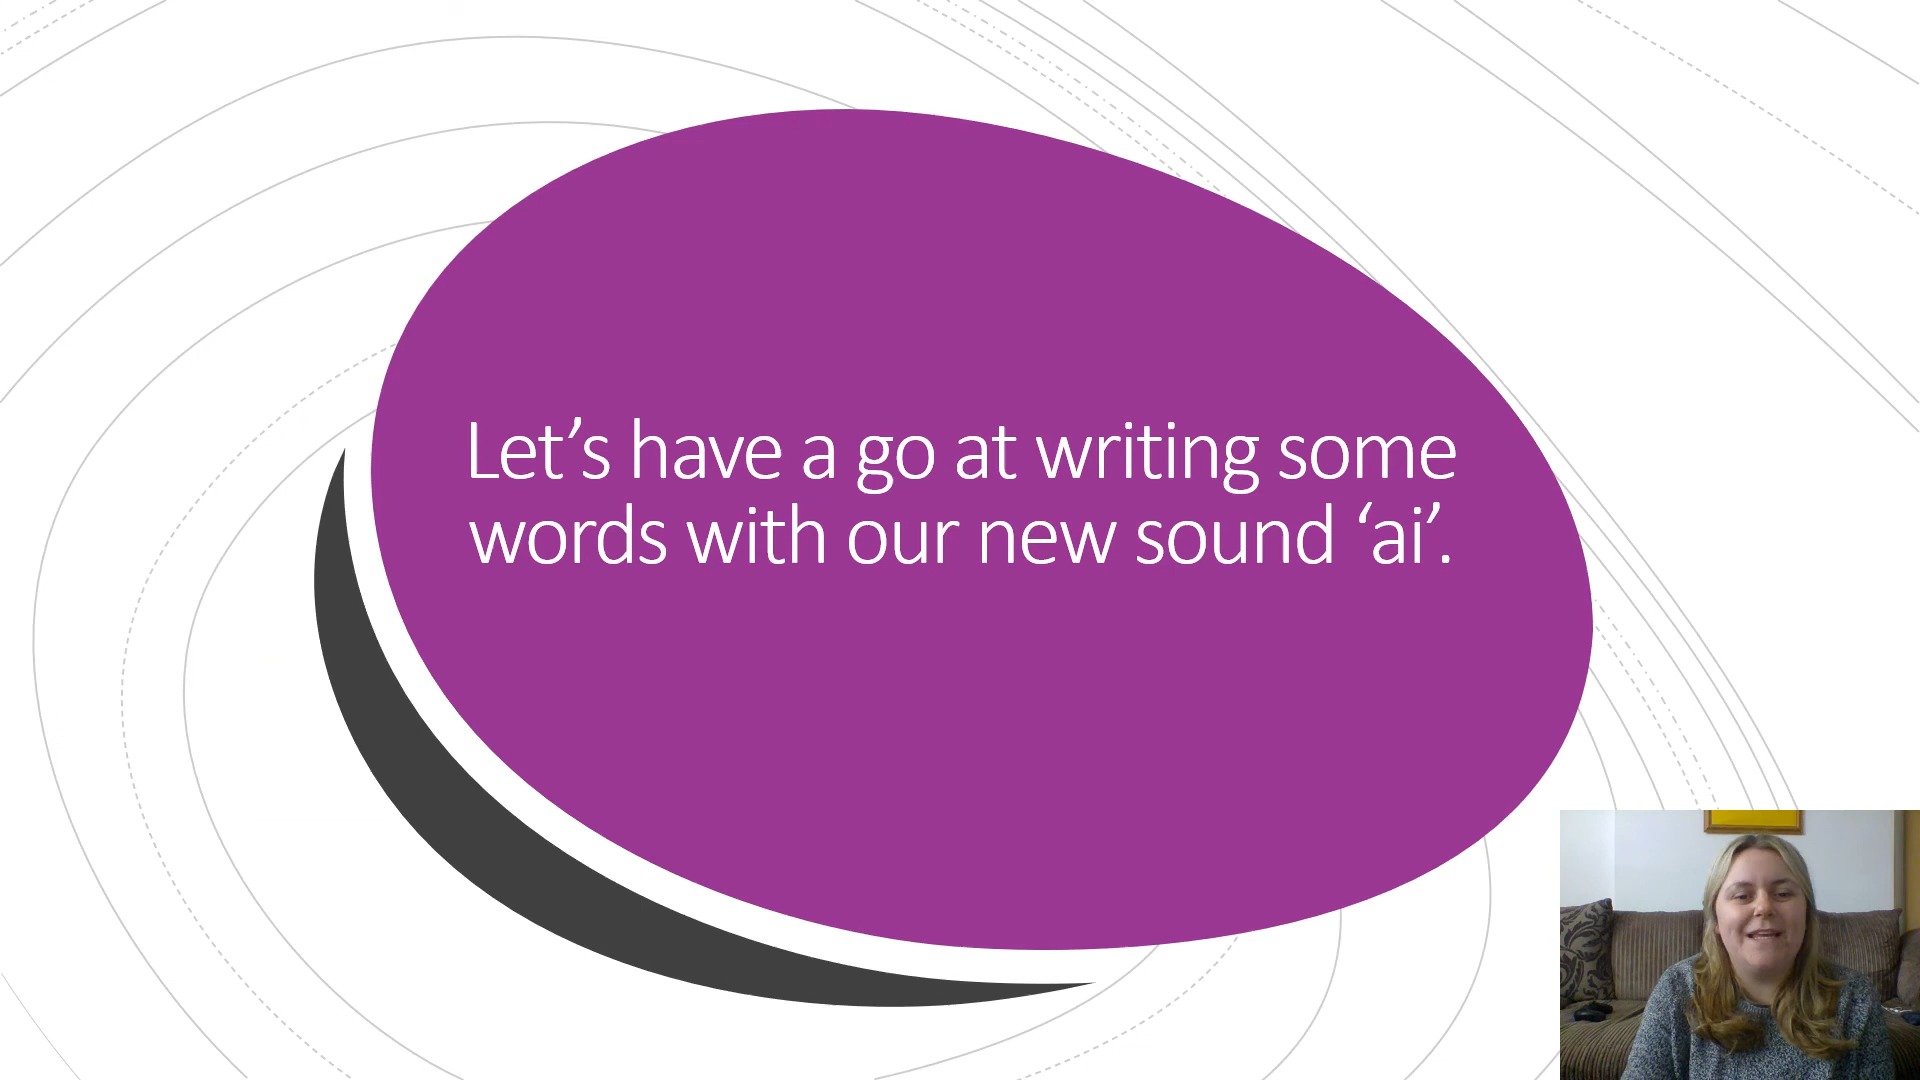 Let’s have a go at writing some
words with our new sound ‘ai’.